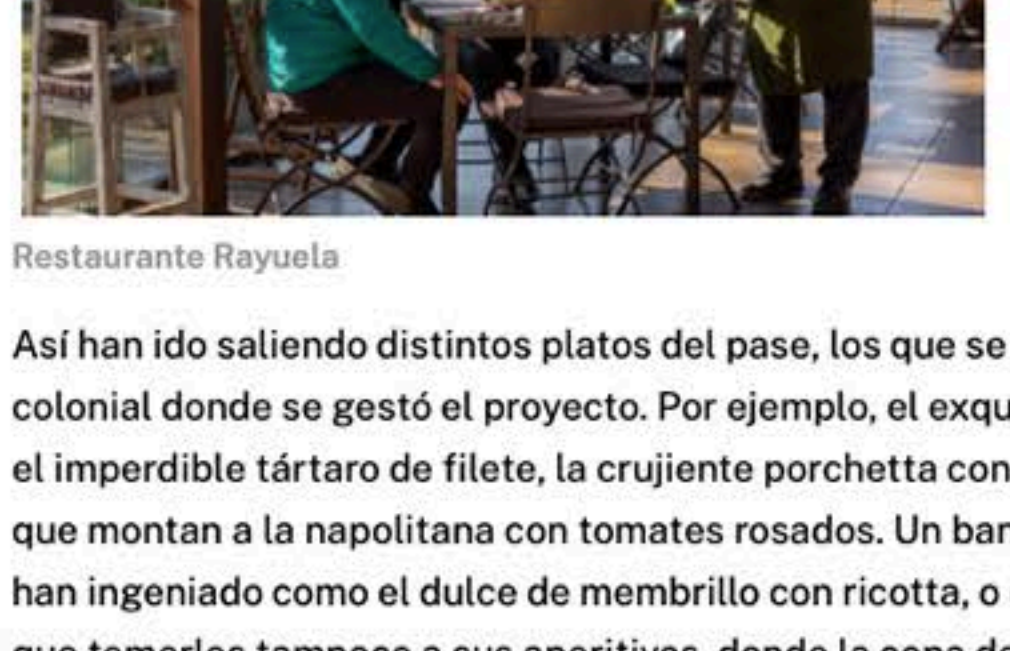 Restaurante Rayuela
Así han ido saliendo distintos platos del pase, los que se
colonial donde se gestó el proyecto. Por ejemplo, el
el imperdible tártaro de filete, la crujiente porchetta con
que montan a la napolitana con tomates rosados. Un
han ingeniado como el dulce de membrillo con ricotta, o